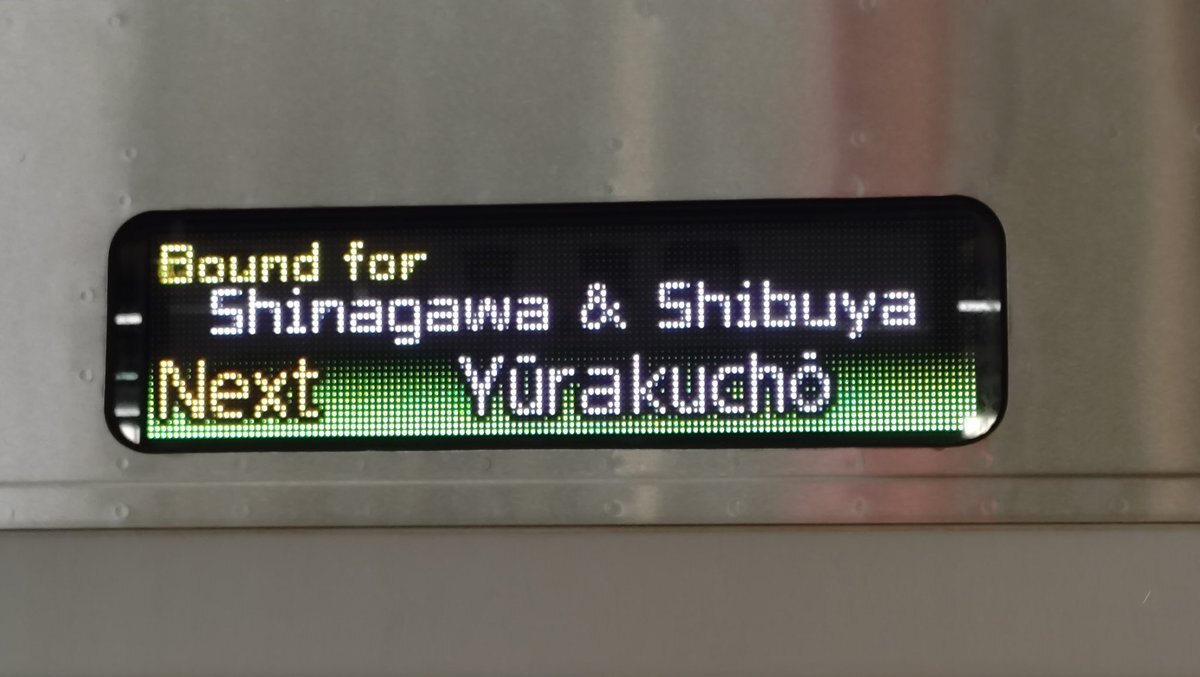 Bound for
Shinagawa & Shibuya
Next Yūrakuchō